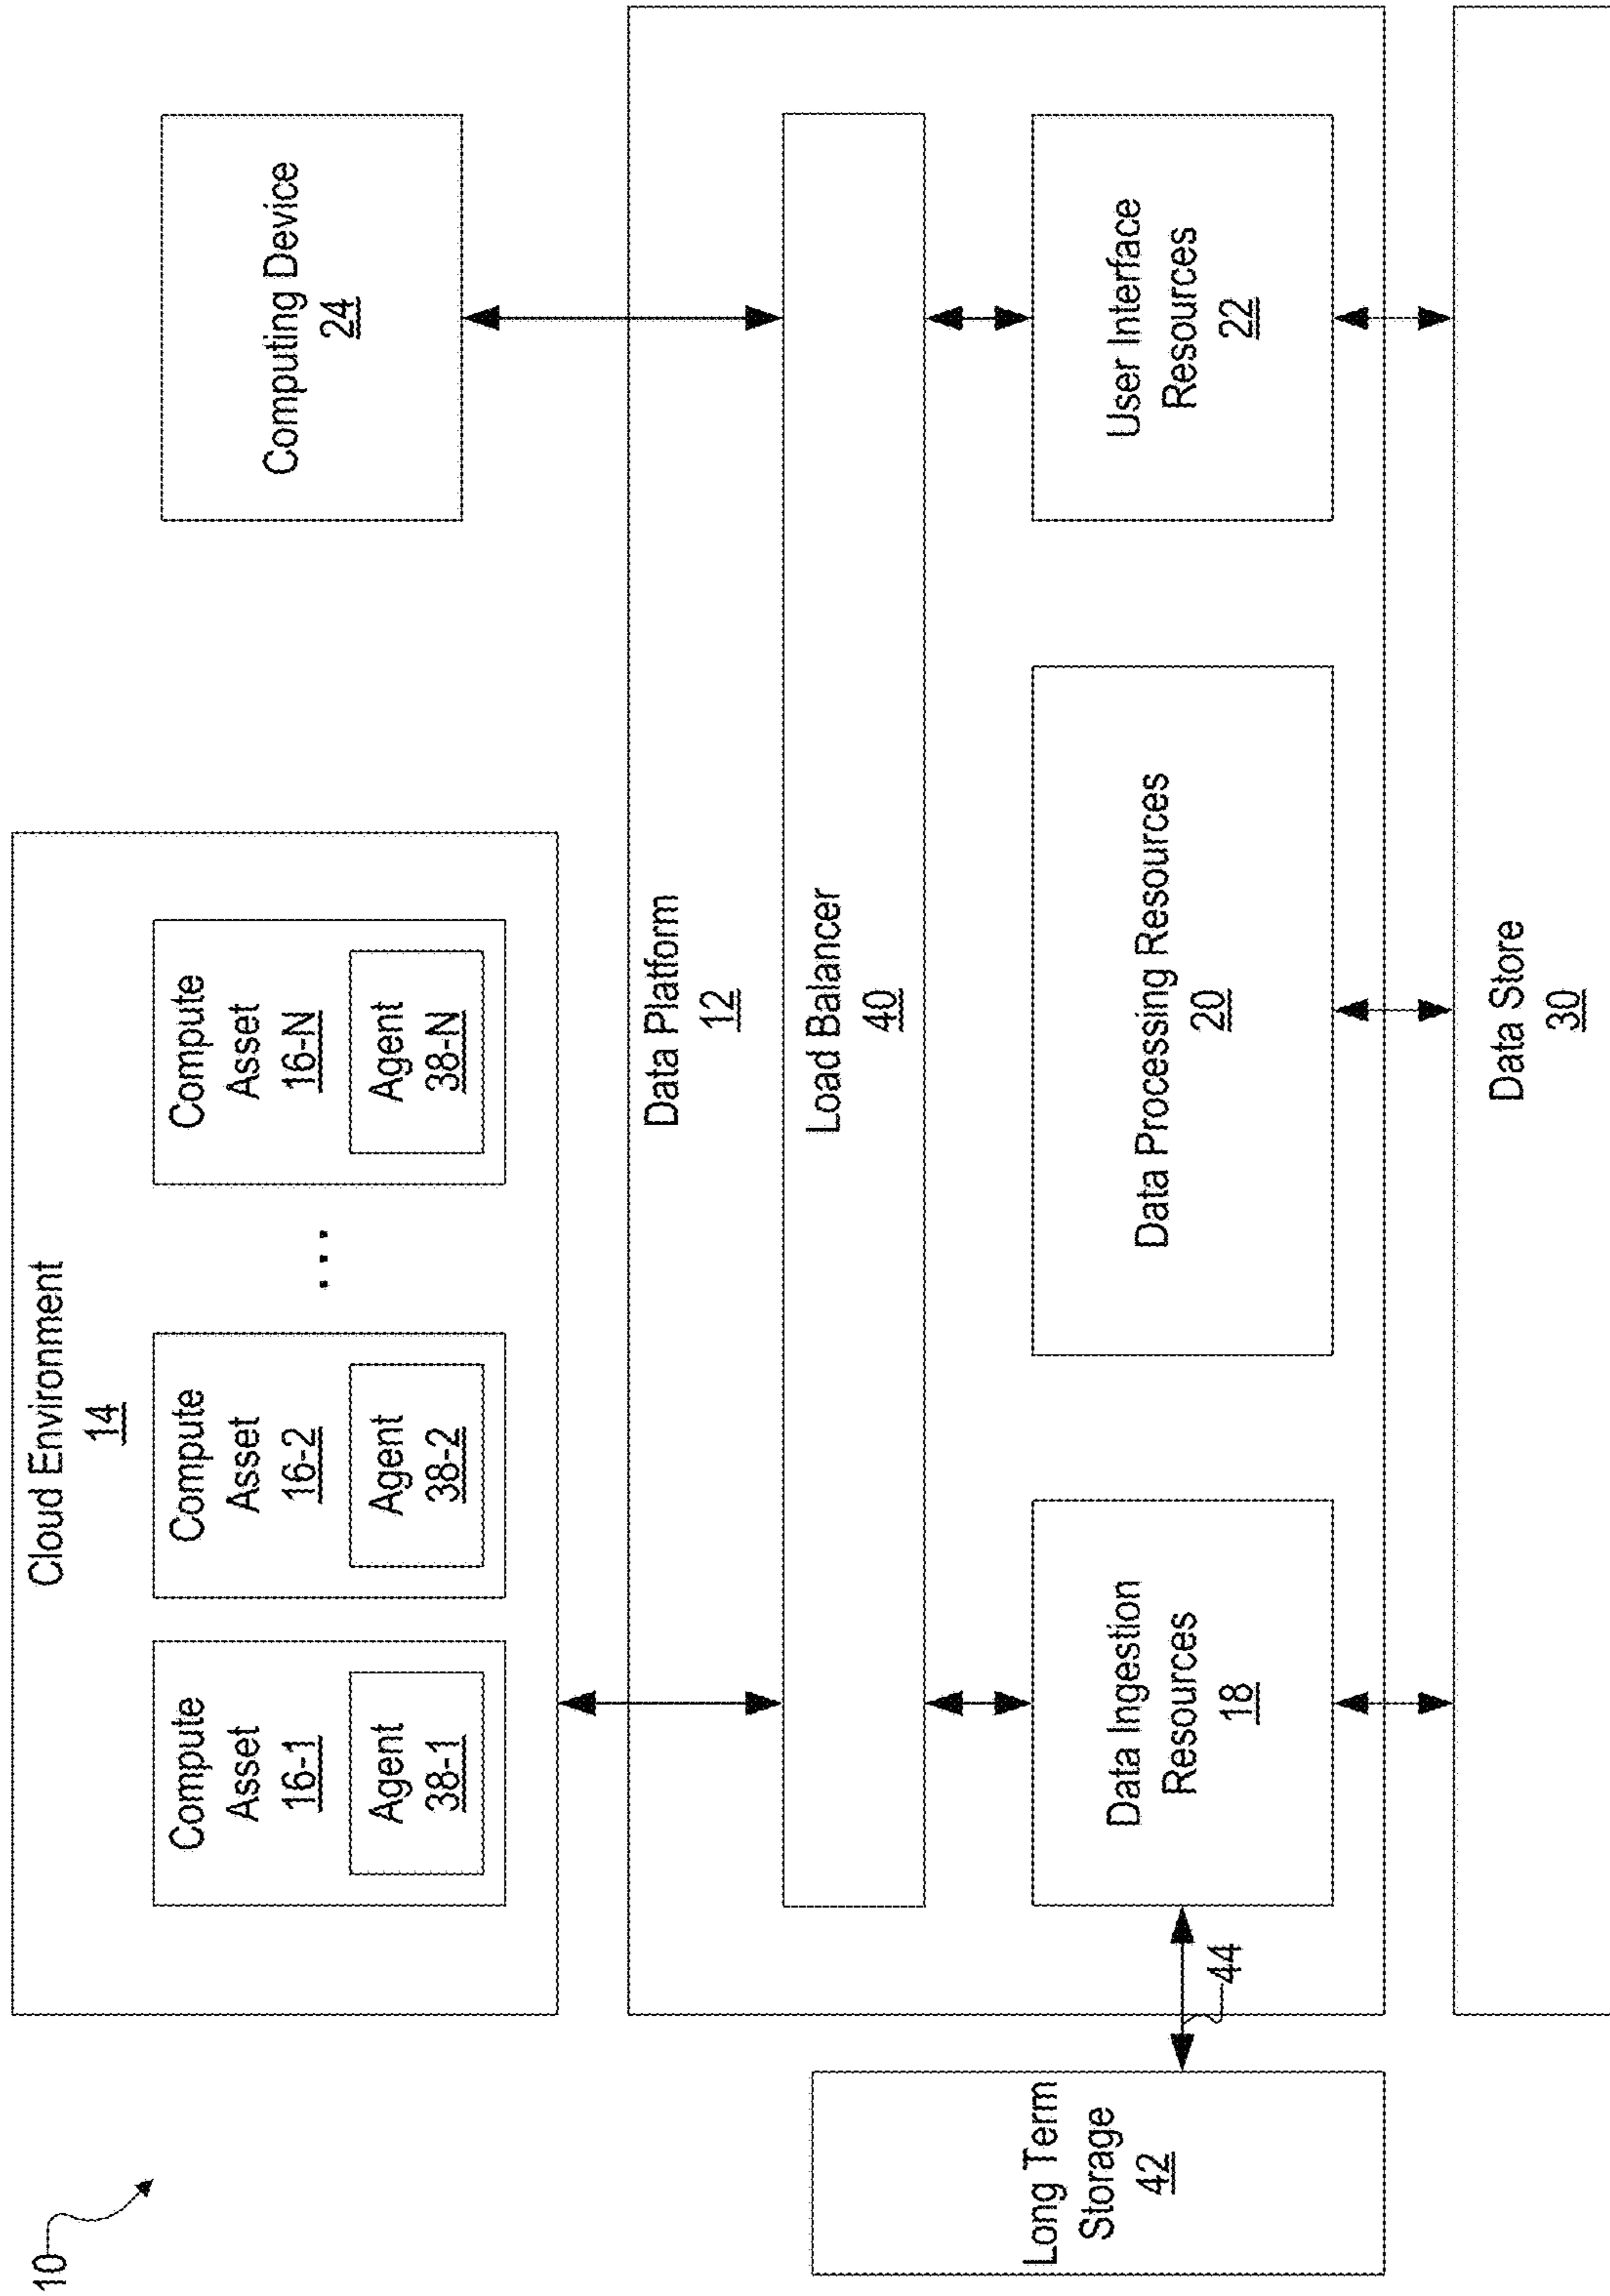 10
Cloud Environment
14
Compute
Asset
16-1
Agent
38-1
Compute
Asset
16-2
Agent
38-2
...
Compute
Asset
16-N
Agent
38-N
Computing Device
24
Data Platform
12
Load Balancer
40
Long Term
Storage
42
44
Data Ingestion
Resources
18
Data Processing Resources
20
User Interface
Resources
22
Data Store
30